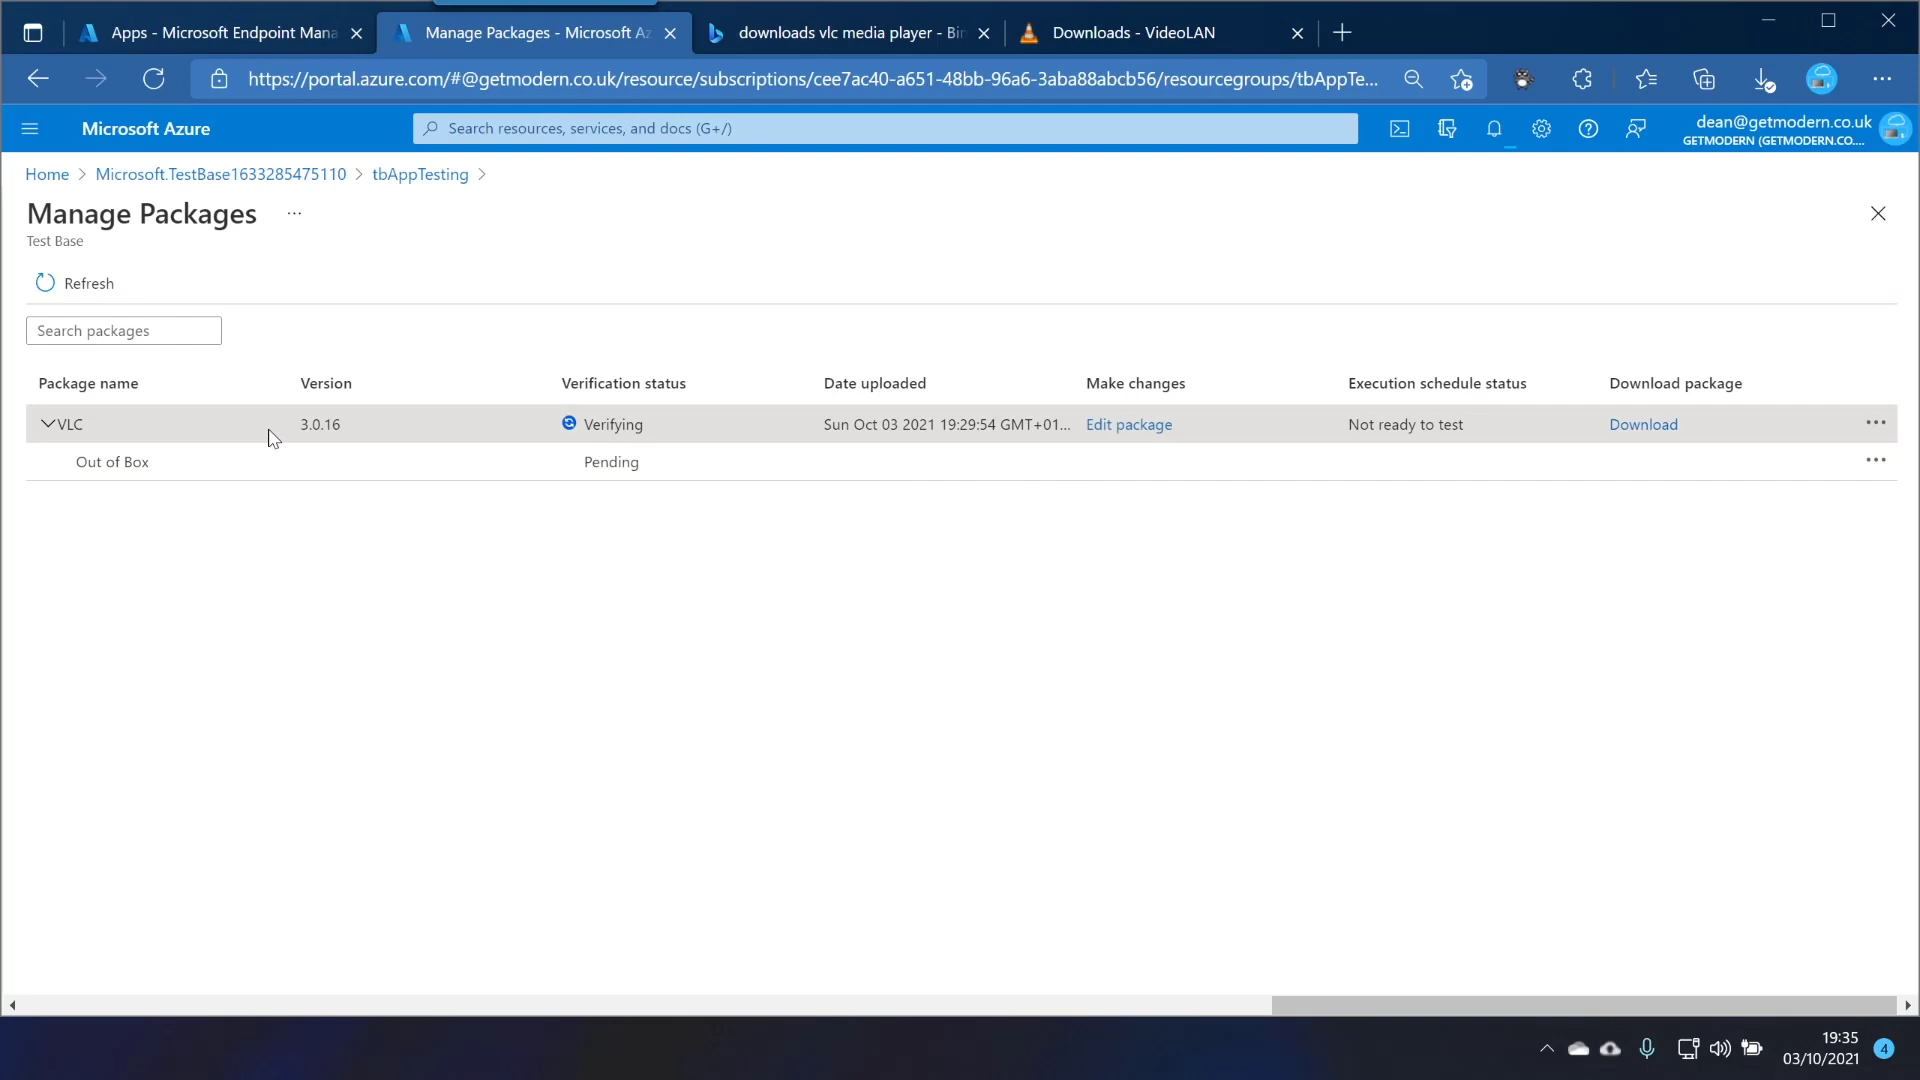 Apps - Microsoft Endpoint Mana
Manage Packages - Microsoft Az
downloads vlc media player - Bin
Downloads - VideoLAN
https://portal.azure.com/#@getmodern.co.uk/resource/subscriptions/cee7ac40-a651-48bb-96a6-3aba88abcb56/resourcegroups/tbAppTe...
Microsoft Azure
Search resources, services, and docs (G+/)
dean@getmodern.co.uk
GETMODERN (GETMODERN.CO....
Home > Microsoft.TestBase1633285475110 > tbAppTesting >
Manage Packages ...
Test Base
Refresh
Search packages
Package name Version Verification status Date uploaded Make changes Execution schedule status Download package
VLC 3.0.16 Verifying Sun Oct 03 2021 19:29:54 GMT+01... Edit package Not ready to test Download ...
Out of Box Pending ...
19:35
03/10/2021
4